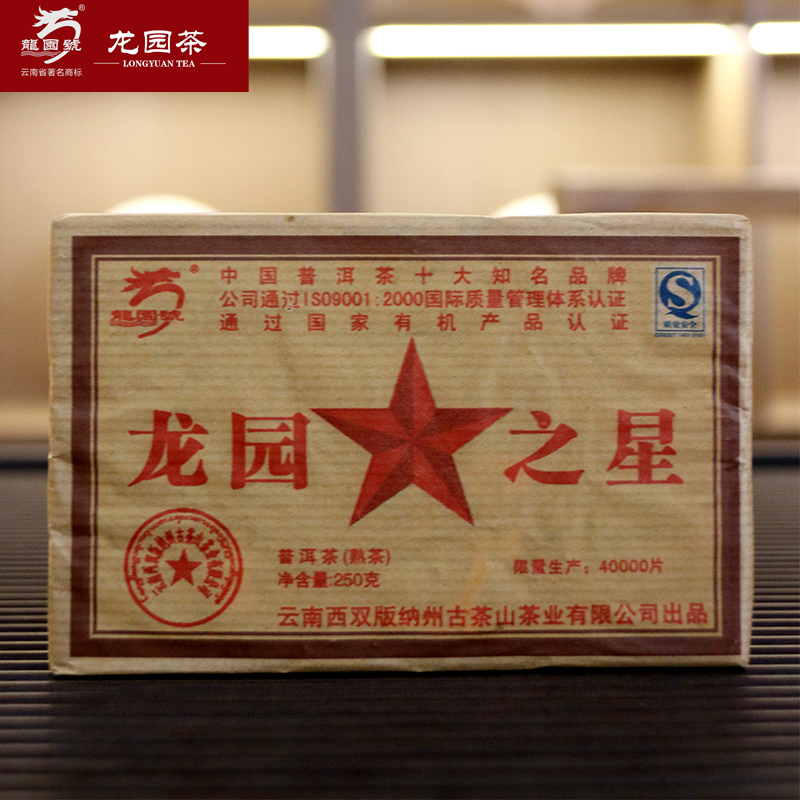 龍園號®
云南省著名商标
龙园茶
LONGYUAN TEA
龍園號®
中国普洱茶十大知名品牌
公司通过ISO9001:2000国际质量管理体系认证
通过国家有机产品认证
质量安全
龙园之星
普洱茶(熟茶)
净含量:250克
限量生产:40000片
云南西双版纳州古茶山茶业有限公司出品